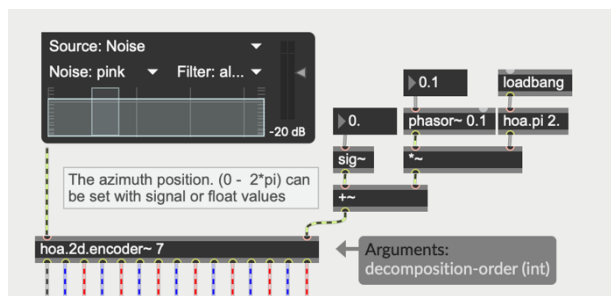 Source: Noise
Noise: pink
Filter: al...
-20 dB
0.1
loadbang
0.
phasor~ 0.1
hoa.pi 2.
sig~
*~
The azimuth position. (0 - 2*pi) can
be set with signal or float values
+~
hoa.2d.encoder~ 7
Arguments:
decomposition-order (int)